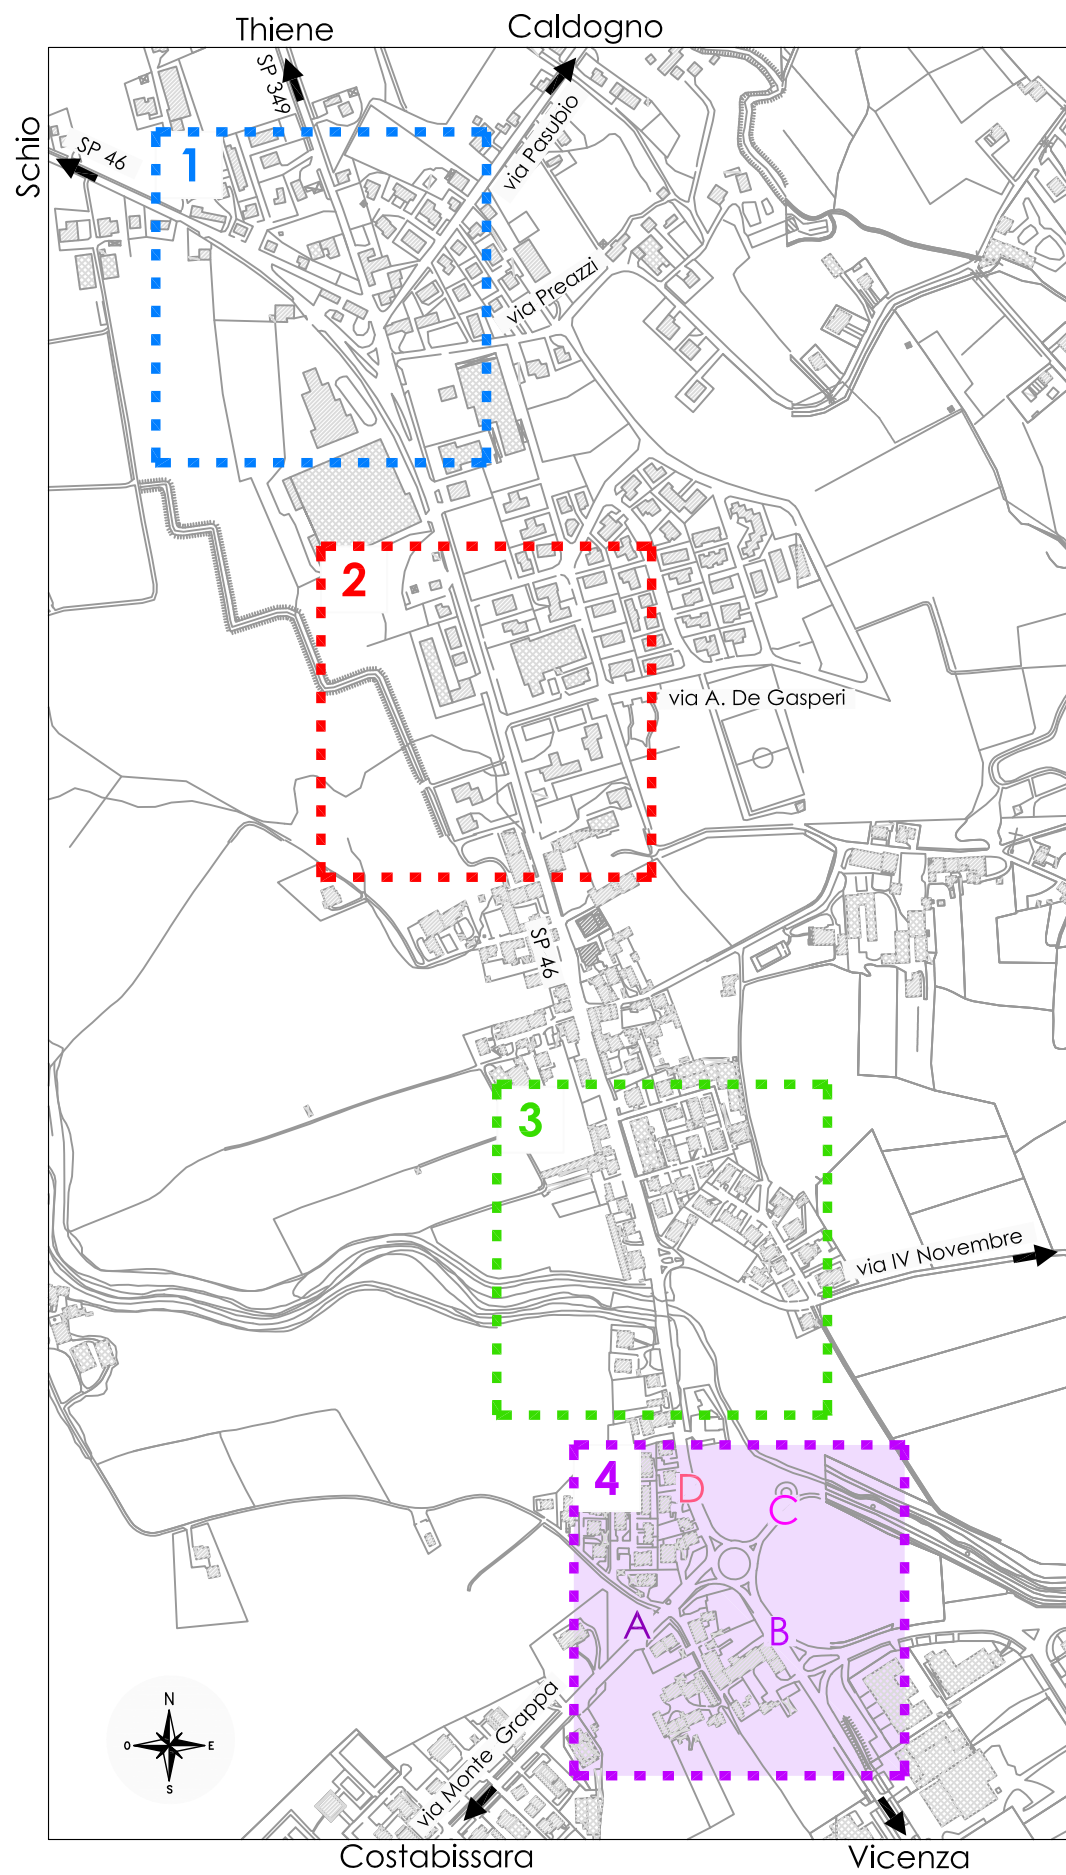 Thiene
Caldogno
Schio
SP 46
SP 349
via Pasubio
1
via Preazzi
2
via A. De Gasperi
SP 46
3
via IV Novembre
4
D
C
A
B
via Monte Grappa
N
O
E
S
Costabissara
Vicenza